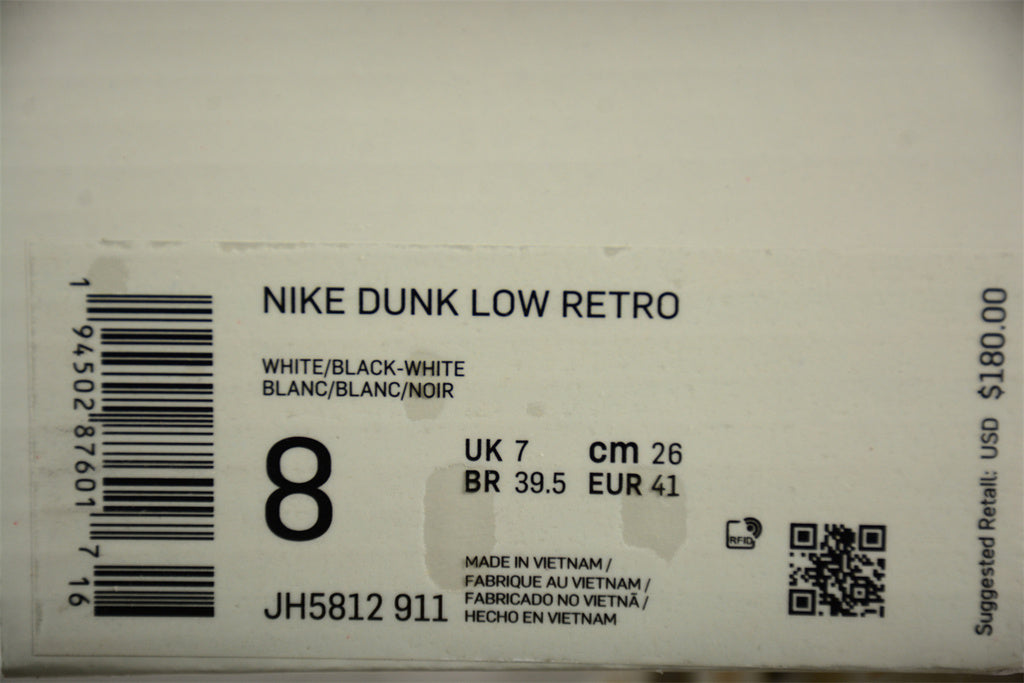 NIKE DUNK LOW RETRO
WHITE/BLACK-WHITE
BLANC/BLANC/NOIR
8
UK 7 cm 26
BR 39.5 EUR 41
MADE IN VIETNAM /
FABRIQUE AU VIETNAM /
FABRICADO NO VIETNÃ /
HECHO EN VIETNAM
JH5812 911
RFID
Suggested Retail: USD $180.00
1 94502 87601 7 16